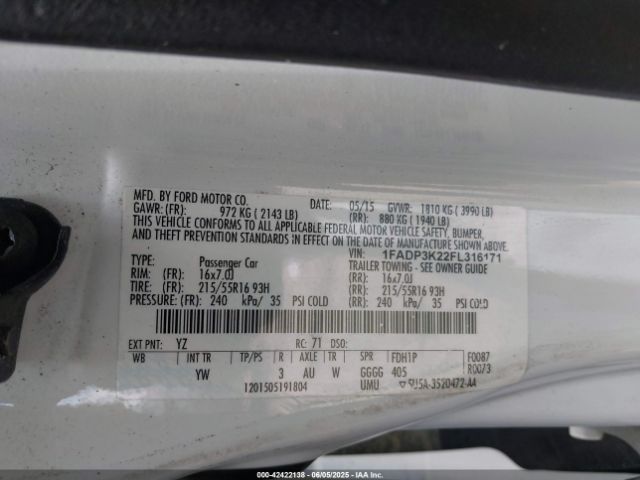 MFD. BY FORD MOTOR CO.
DATE: 05/15 GVWR: 1810 KG ( 3990 LB)
GAWR: (FR): 972 KG ( 2143 LB) (RR): 880 KG ( 1940 LB)
THIS VEHICLE CONFORMS TO ALL APPLICABLE FEDERAL MOTOR VEHICLE SAFETY, BUMPER,
AND THEFT PREVENTION STANDARDS IN EFFECT ON THE DATE OF MANUFACTURE SHOWN ABOVE.
VIN: 1FADP3K22FL316171
TYPE: Passenger Car TRAILER TOWING - SEE OWNER GUIDE
RIM: (FR): 16x7.0J (RR): 16x7.0J
TIRE: (FR): 215/55R16 93H (RR): 215/55R16 93H
PRESSURE: (FR): 240 kPa/ 35 PSI COLD (RR): 240 kPa/ 35 PSI COLD
EXT PNT: YZ RC: 71 DSO:
WB INT TR TP/PS R AXLE TR SPR FDH1P F0087
YW 3 AU W GGGG 405 R0073
1201505191804 UMU 3520472-AA
000-42422138 - 06/05/2025 - IAAI.COM